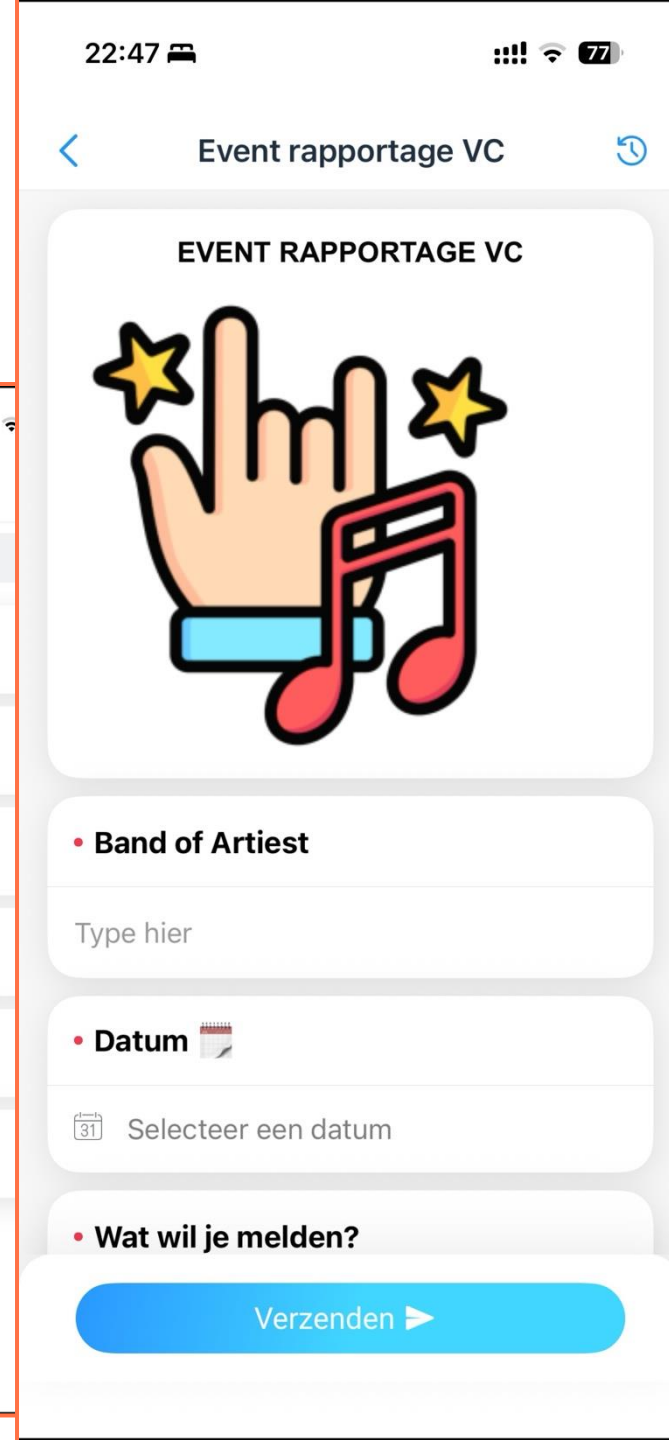 22:47
77
Event rapportage VC
EVENT RAPPORTAGE VC
• Band of Artiest
Type hier
• Datum
31 Selecteer een datum
• Wat wil je melden?
Verzenden